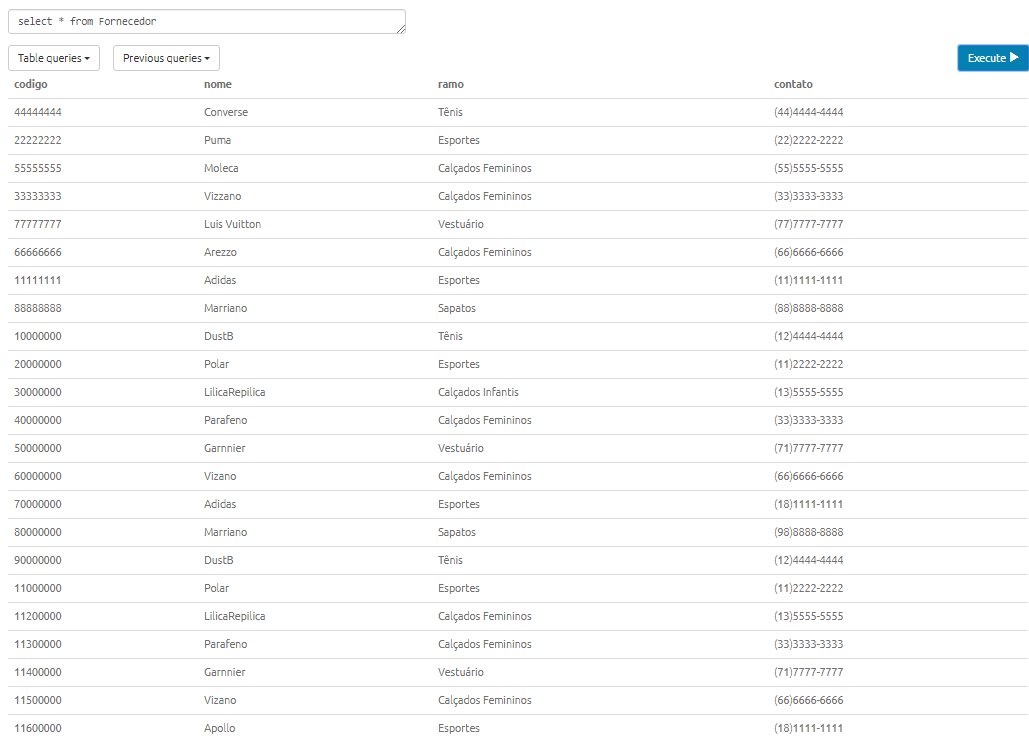 select * from Fornecedor
Table queries Previous queries Execute
codigo nome ramo contato
44444444 Converse Tênis (44)4444-4444
22222222 Puma Esportes (22)2222-2222
55555555 Moleca Calçados Femininos (55)5555-5555
33333333 Vizzano Calçados Femininos (33)3333-3333
77777777 Luis Vuitton Vestuário (77)7777-7777
66666666 Arezzo Calçados Femininos (66)6666-6666
11111111 Adidas Esportes (11)1111-1111
88888888 Marriano Sapatos (88)8888-8888
10000000 DustB Tênis (12)4444-4444
20000000 Polar Esportes (11)2222-2222
30000000 LilicaRepilica Calçados Infantis (13)5555-5555
40000000 Parafeno Calçados Femininos (33)3333-3333
50000000 Garnnier Vestuário (71)7777-7777
60000000 Vizano Calçados Femininos (66)6666-6666
70000000 Adidas Esportes (18)1111-1111
80000000 Marriano Sapatos (98)8888-8888
90000000 DustB Tênis (12)4444-4444
11000000 Polar Esportes (11)2222-2222
11200000 LilicaRepilica Calçados Femininos (13)5555-5555
11300000 Parafeno Calçados Femininos (33)3333-3333
11400000 Garnnier Vestuário (71)7777-7777
11500000 Vizano Calçados Femininos (66)6666-6666
11600000 Apollo Esportes (18)1111-1111